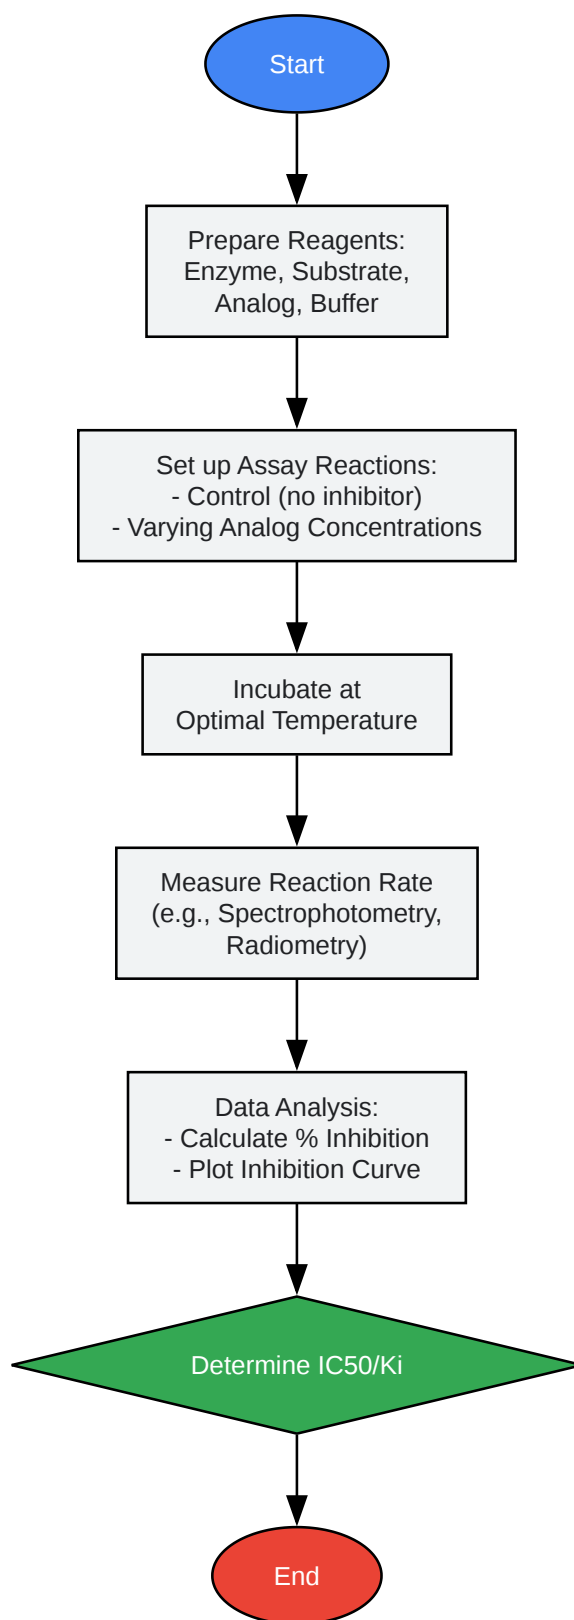 Start
Prepare Reagents:
Enzyme, Substrate,
Analog, Buffer
Set up Assay Reactions:
- Control (no inhibitor)
- Varying Analog Concentrations
Incubate at
Optimal Temperature
Measure Reaction Rate
(e.g., Spectrophotometry,
Radiometry)
Data Analysis:
- Calculate % Inhibition
- Plot Inhibition Curve
Determine IC50/Ki
End